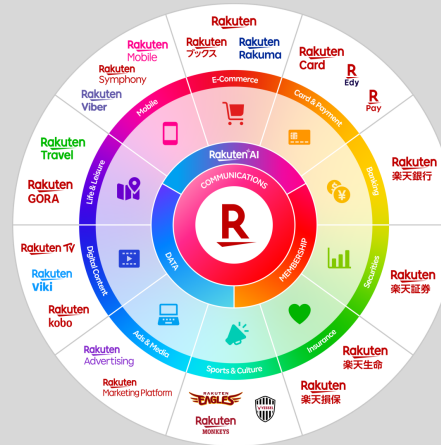 Rakuten
Rakuten
ブックス
Rakuten
Rakuma
Rakuten
Card
R
Edy
R
Pay
Rakuten
楽天銀行
Rakuten
楽天証券
Rakuten
楽天生命
Rakuten
楽天損保
RAKUTEN
EAGLES
VISSEL
Rakuten
MONKEYS
Rakuten
Marketing Platform
Rakuten
Advertising
Rakuten
kobo
Rakuten
Viki
Rakuten TV
Rakuten
GORA
Rakuten
Travel
Rakuten
Viber
Rakuten
Symphony
Rakuten
Mobile
E-Commerce
Card & Payment
Banking
Securities
Insurance
Sports & Culture
Ads & Media
Digital Content
Life & Leisure
Mobile
Rakuten AI
COMMUNICATIONS
MEMBERSHIP
DATA
R